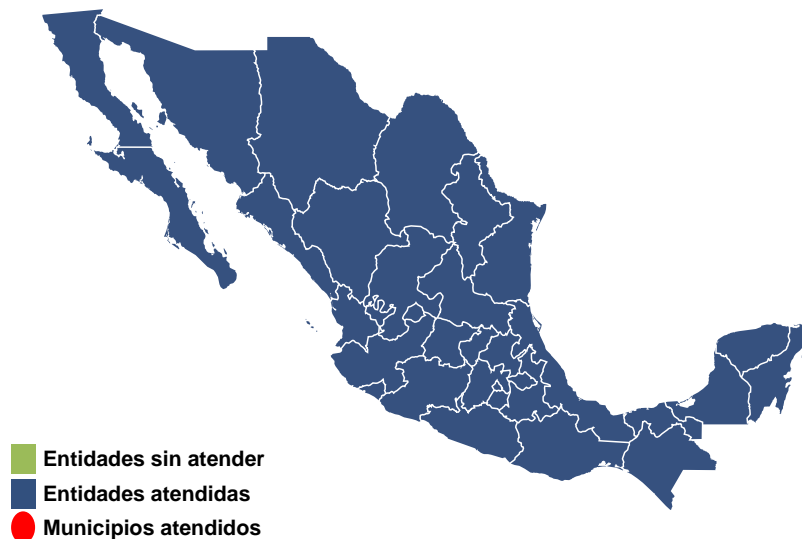 Entidades sin atender
Entidades atendidas
Municipios atendidos